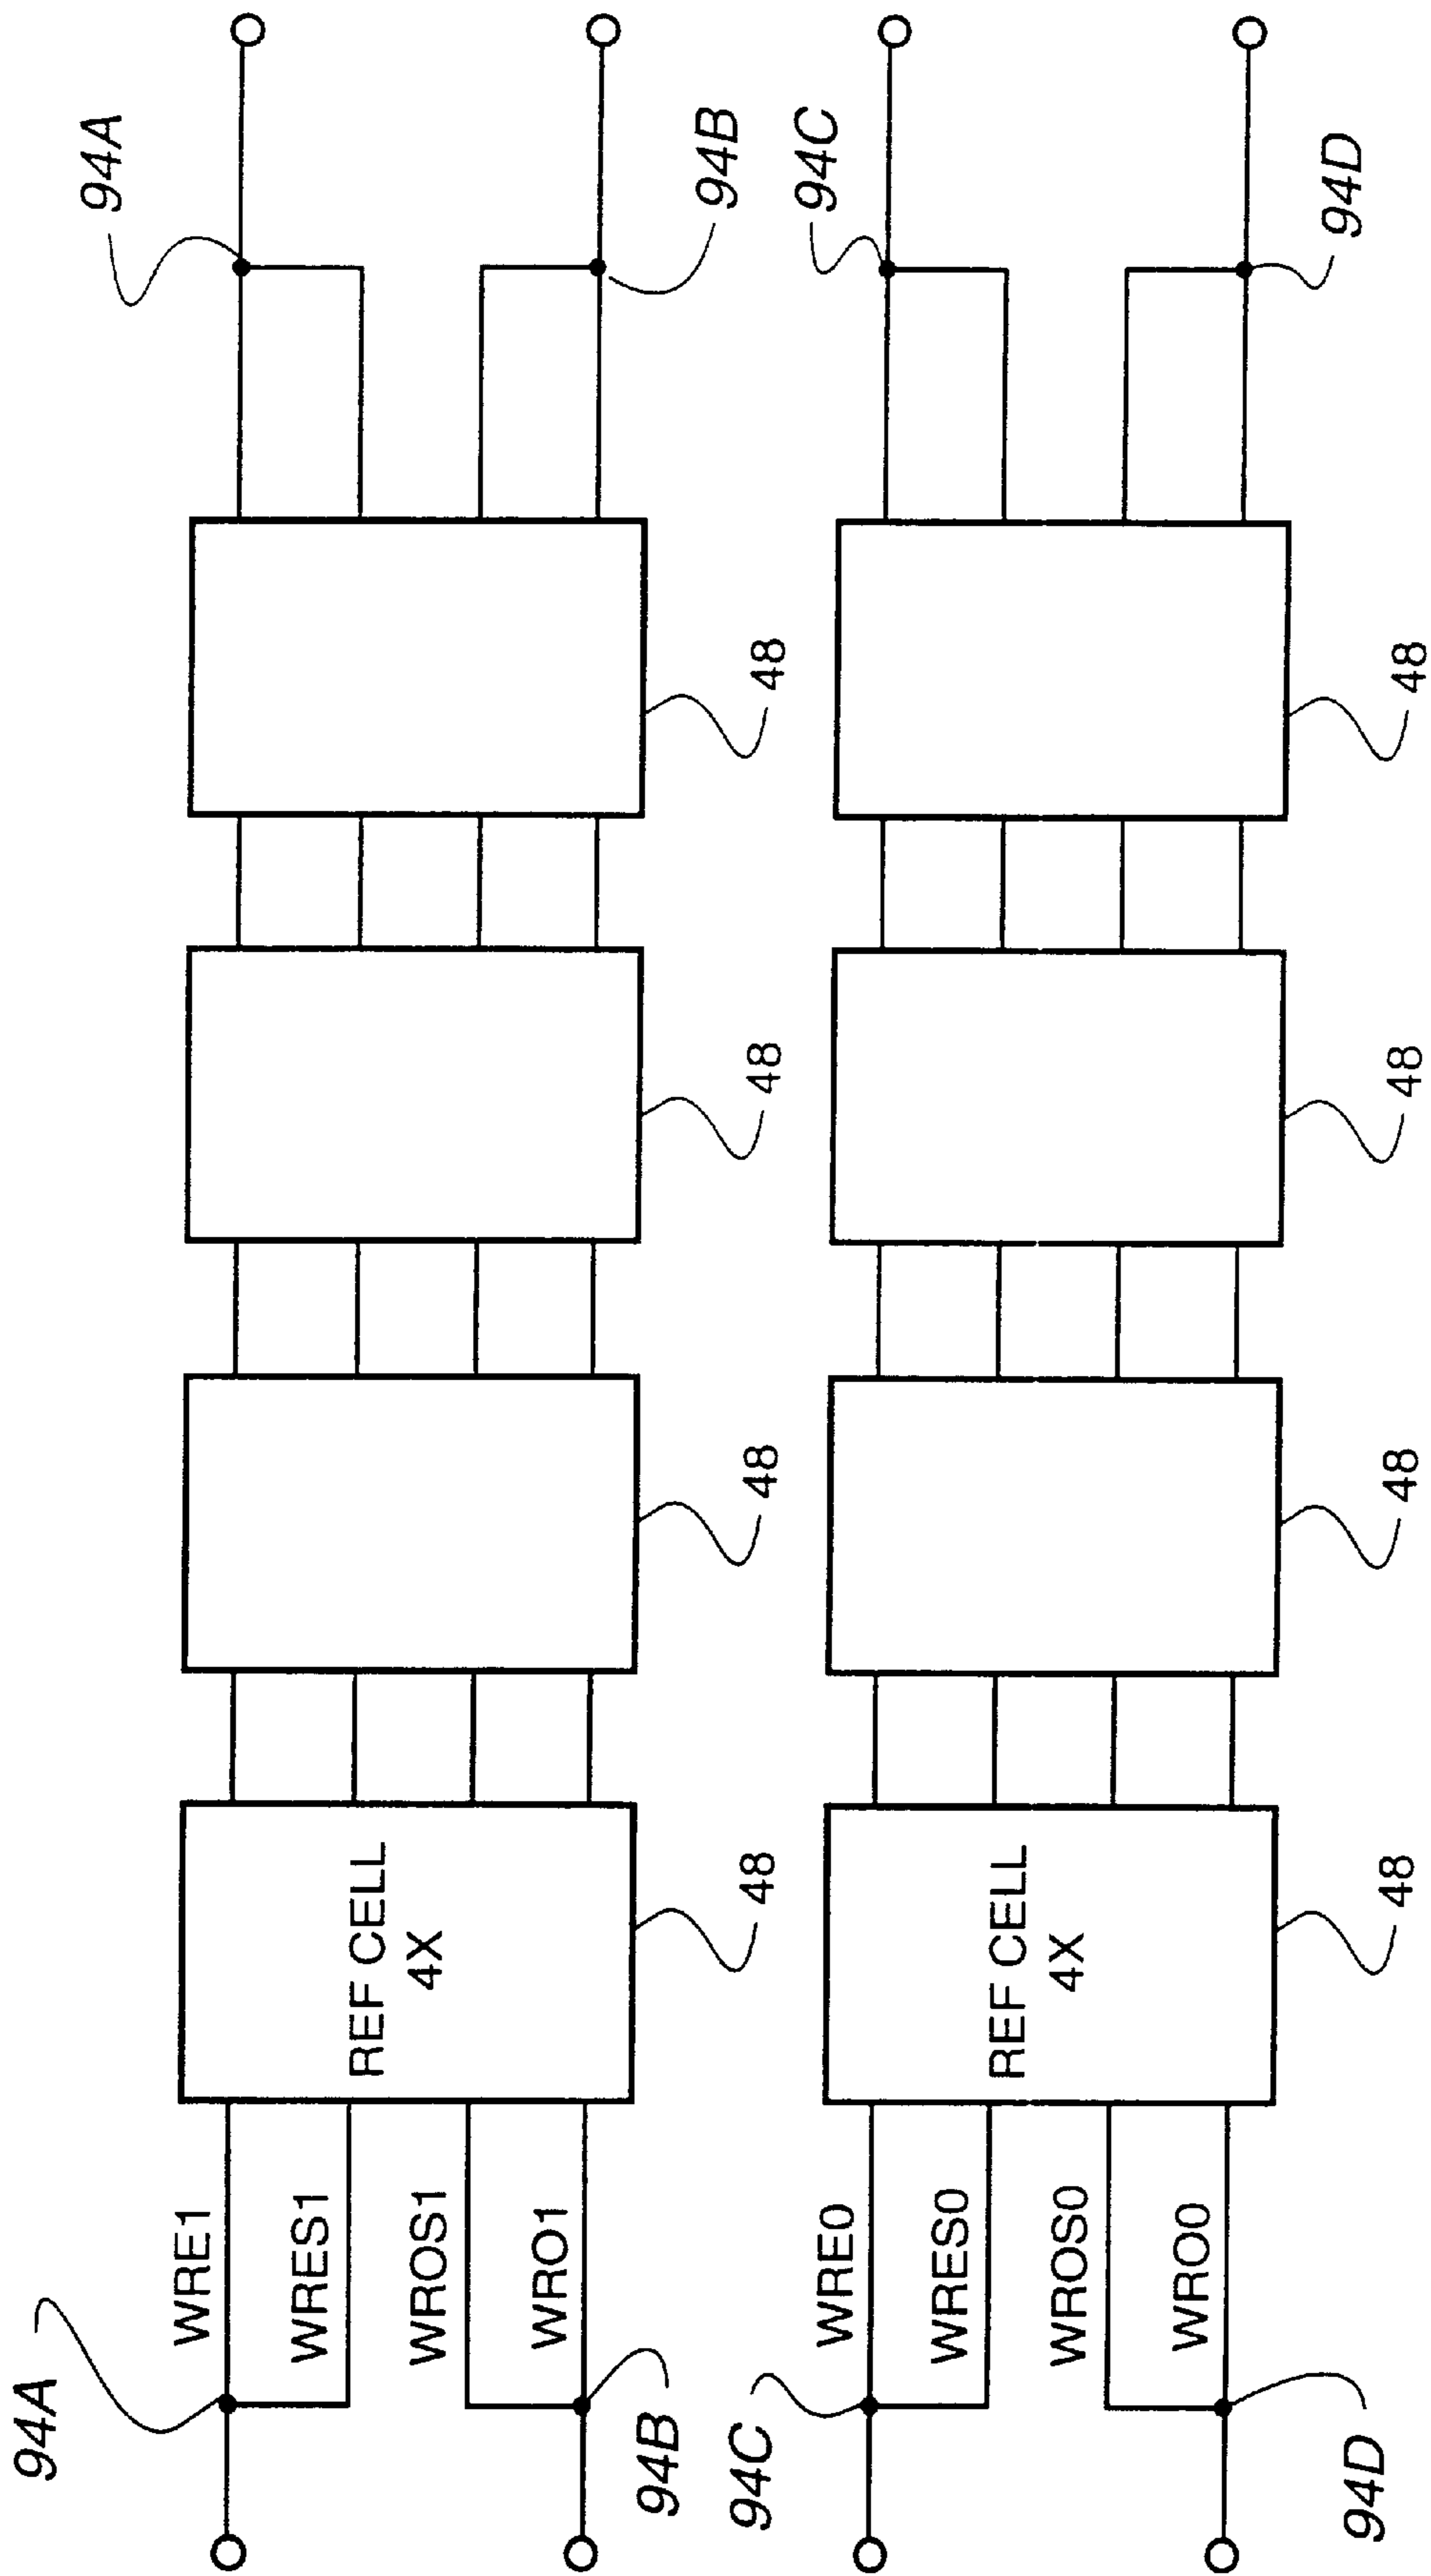 94A
WRE1
WRES1
WROS1
WRO1
94B
REF CELL
4X
48
48
48
48
94A
94B
94C
WRE0
WRES0
WROS0
WRO0
94D
REF CELL
4X
48
48
48
48
94C
94D